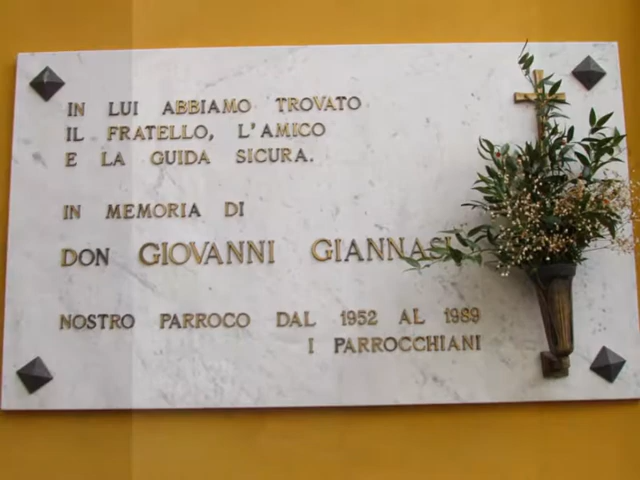 IN LUI ABBIAMO TROVATO
IL FRATELLO, L'AMICO
E LA GUIDA SICURA.
IN MEMORIA DI
DON GIOVANNI GIANNASI
NOSTRO PARROCO DAL 1952 AL 1989
I PARROCCHIANI